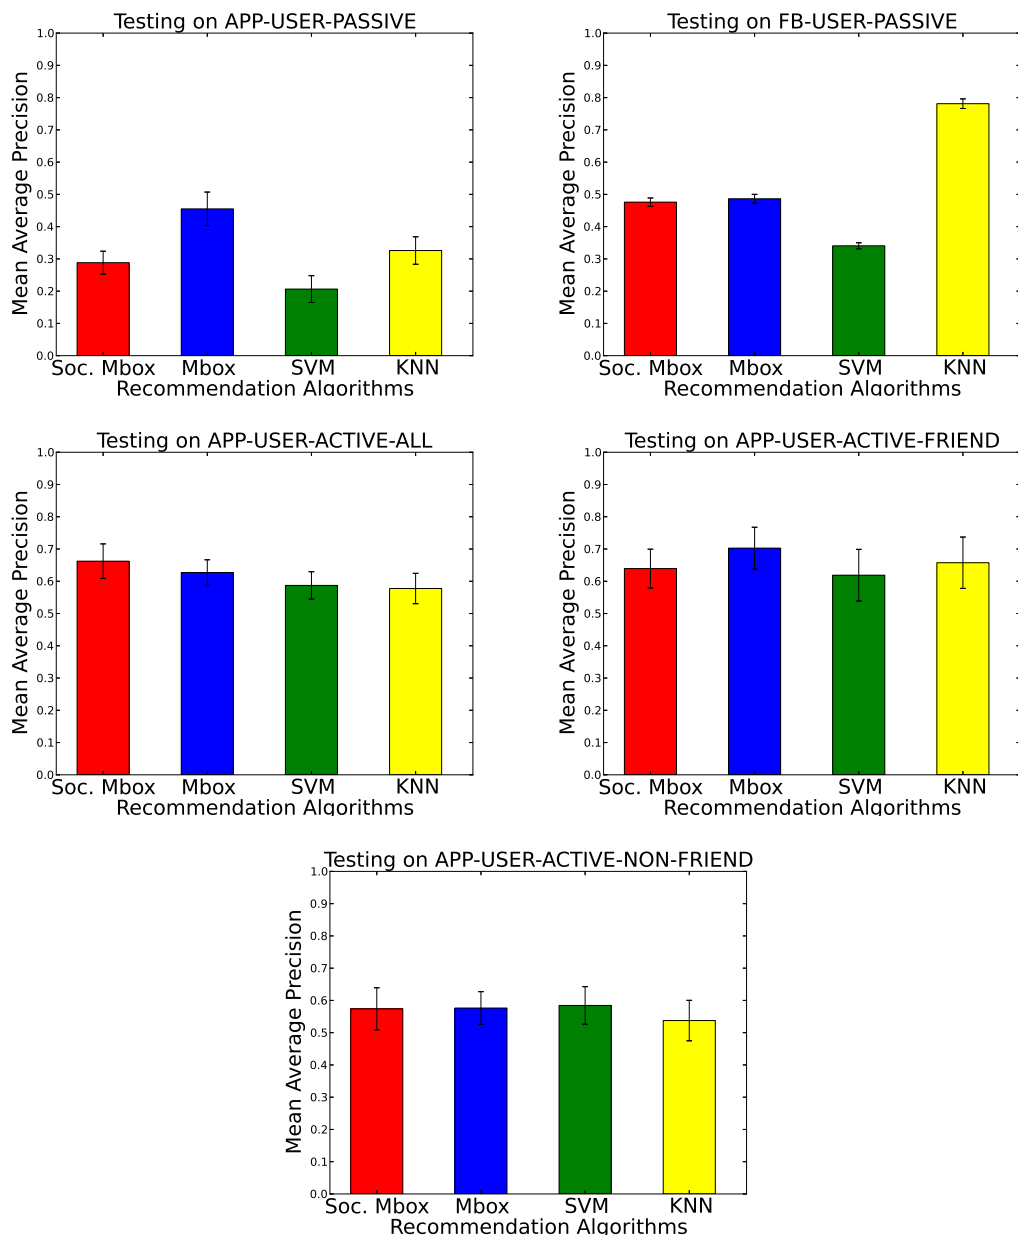 Testing on APP-USER-PASSIVE
1.0
0.9
0.8
0.7
0.6
0.5
0.4
0.3
0.2
0.1
0.0
Mean Average Precision
Soc. Mbox Mbox SVM KNN
Recommendation Algorithms
Testing on FB-USER-PASSIVE
1.0
0.9
0.8
0.7
0.6
0.5
0.4
0.3
0.2
0.1
0.0
Mean Average Precision
Soc. Mbox Mbox SVM KNN
Recommendation Algorithms
Testing on APP-USER-ACTIVE-ALL
1.0
0.9
0.8
0.7
0.6
0.5
0.4
0.3
0.2
0.1
0.0
Mean Average Precision
Soc. Mbox Mbox SVM KNN
Recommendation Algorithms
Testing on APP-USER-ACTIVE-FRIEND
1.0
0.9
0.8
0.7
0.6
0.5
0.4
0.3
0.2
0.1
0.0
Mean Average Precision
Soc. Mbox Mbox SVM KNN
Recommendation Algorithms
Testing on APP-USER-ACTIVE-NON-FRIEND
1.0
0.9
0.8
0.7
0.6
0.5
0.4
0.3
0.2
0.1
0.0
Mean Average Precision
Soc. Mbox Mbox SVM KNN
Recommendation Algorithms